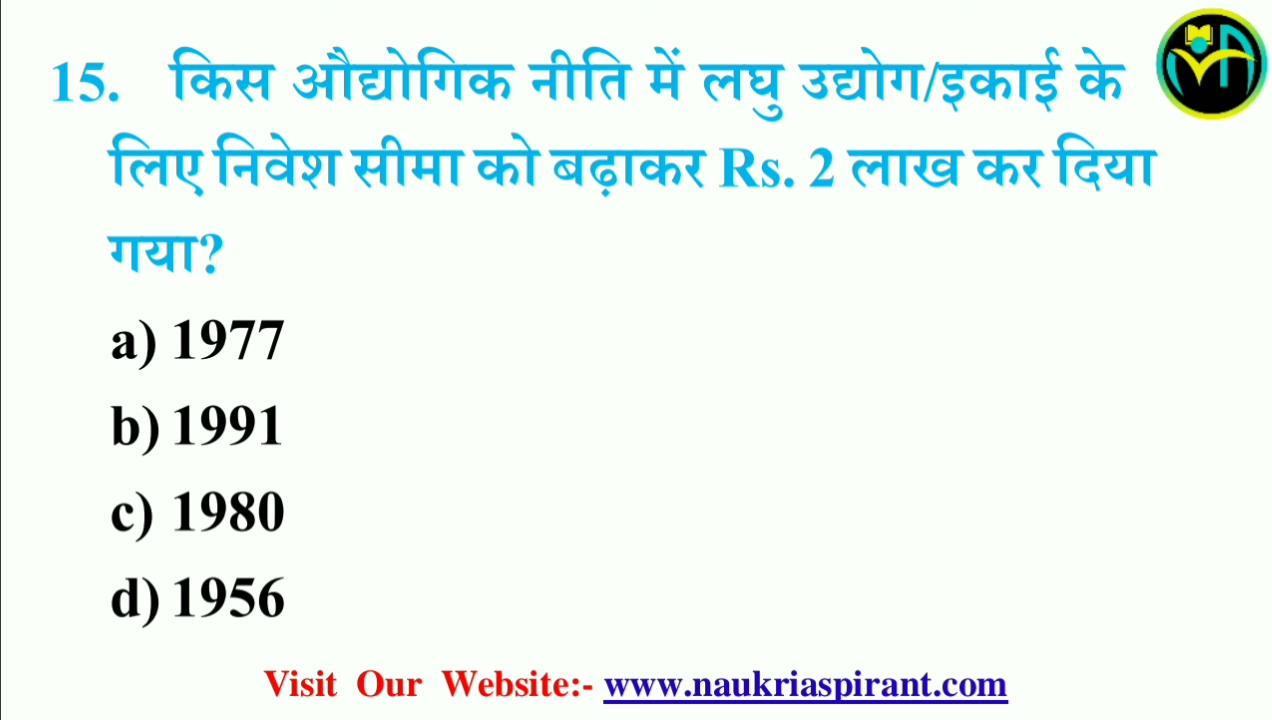 15. किस औद्योगिक नीति में लघु उद्योग/इकाई के
लिए निवेश सीमा को बढ़ाकर Rs. 2 लाख कर दिया
गया?
a) 1977
b) 1991
c) 1980
d) 1956
Visit Our Website:- www.naukriaspirant.com